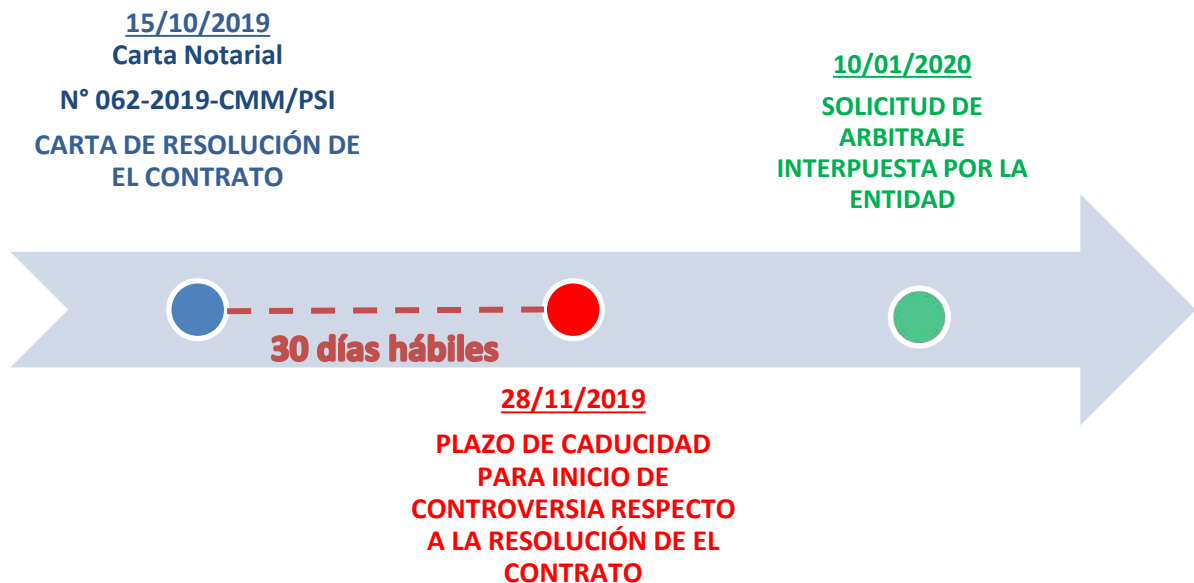 15/10/2019
Carta Notarial
N° 062-2019-CMM/PSI
CARTA DE RESOLUCIÓN DE
EL CONTRATO
10/01/2020
SOLICITUD DE
ARBITRAJE
INTERPUESTA POR LA
ENTIDAD
30 días hábiles
28/11/2019
PLAZO DE CADUCIDAD
PARA INICIO DE
CONTROVERSIA RESPECTO
A LA RESOLUCIÓN DE EL
CONTRATO